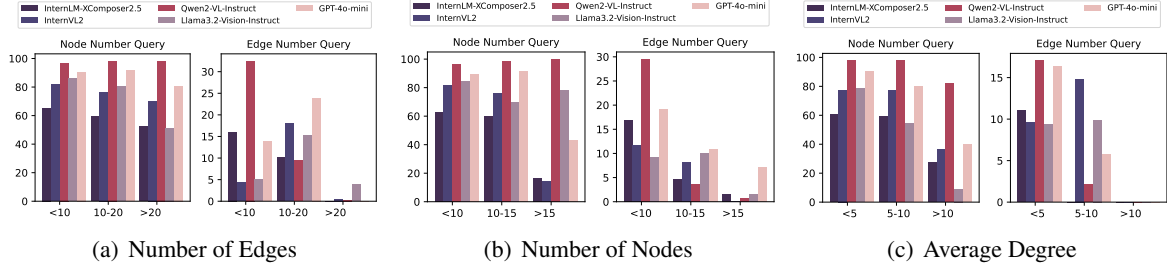 InternLM-XComposer2.5 Qwen2-VL-Instruct GPT-4o-mini
InternVL2 Llama3.2-Vision-Instruct
Node Number Query
100
80
60
40
20
0
<10 10-20 >20
Edge Number Query
30
25
20
15
10
5
0
<10 10-20 >20
(a) Number of Edges
InternLM-XComposer2.5 Qwen2-VL-Instruct GPT-4o-mini
InternVL2 Llama3.2-Vision-Instruct
Node Number Query
100
80
60
40
20
0
<10 10-15 >15
Edge Number Query
30
25
20
15
10
5
0
<10 10-15 >15
(b) Number of Nodes
InternLM-XComposer2.5 Qwen2-VL-Instruct GPT-4o-mini
InternVL2 Llama3.2-Vision-Instruct
Node Number Query
100
80
60
40
20
0
<5 5-10 >10
Edge Number Query
15
10
5
0
<5 5-10 >10
(c) Average Degree